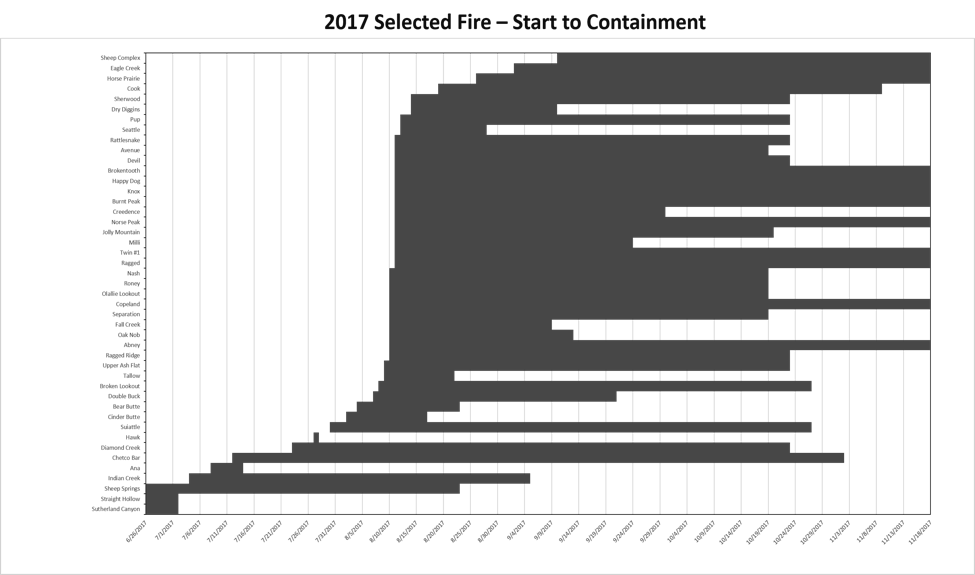 2017 Selected Fire – Start to Containment
Sheep Complex
Eagle Creek
Horse Prairie
Cook
Sherwood
Dry Diggins
Pup
Seattle
Rattlesnake
Avenue
Devil
Brokentooth
Happy Dog
Knox
Burnt Peak
Creedence
Norse Peak
Jolly Mountain
Milli
Twin #1
Ragged
Nash
Roney
Olallie Lookout
Copeland
Separation
Fall Creek
Oak Nob
Abney
Ragged Ridge
Upper Ash Flat
Tallow
Broken Lookout
Double Buck
Bear Butte
Cinder Butte
Suiattle
Hawk
Diamond Creek
Chetco Bar
Ana
Indian Creek
Sheep Springs
Straight Hollow
Sutherland Canyon
6/26/2017
7/1/2017
7/6/2017
7/11/2017
7/16/2017
7/21/2017
7/26/2017
7/31/2017
8/5/2017
8/10/2017
8/15/2017
8/20/2017
8/25/2017
8/30/2017
9/4/2017
9/9/2017
9/14/2017
9/19/2017
9/24/2017
9/29/2017
10/4/2017
10/9/2017
10/14/2017
10/19/2017
10/24/2017
10/29/2017
11/3/2017
11/8/2017
11/13/2017
11/18/2017